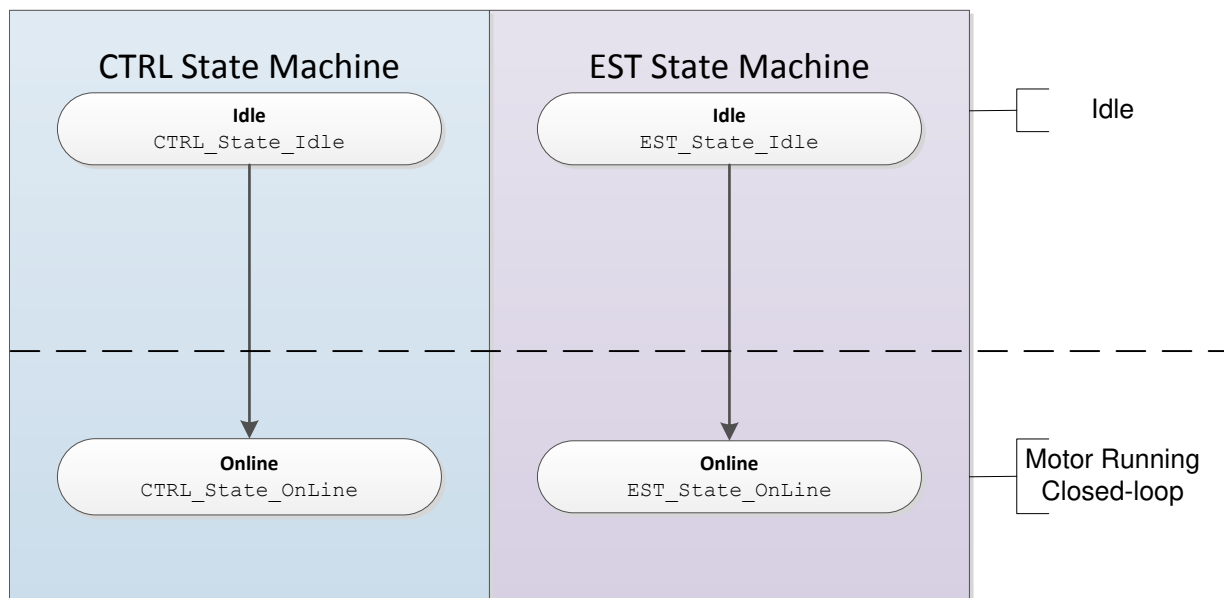 CTRL State Machine
EST State Machine
Idle
CTRL_State_Idle
Idle
EST_State_Idle
Idle
Online
CTRL_State_OnLine
Online
EST_State_OnLine
Motor Running
Closed-loop